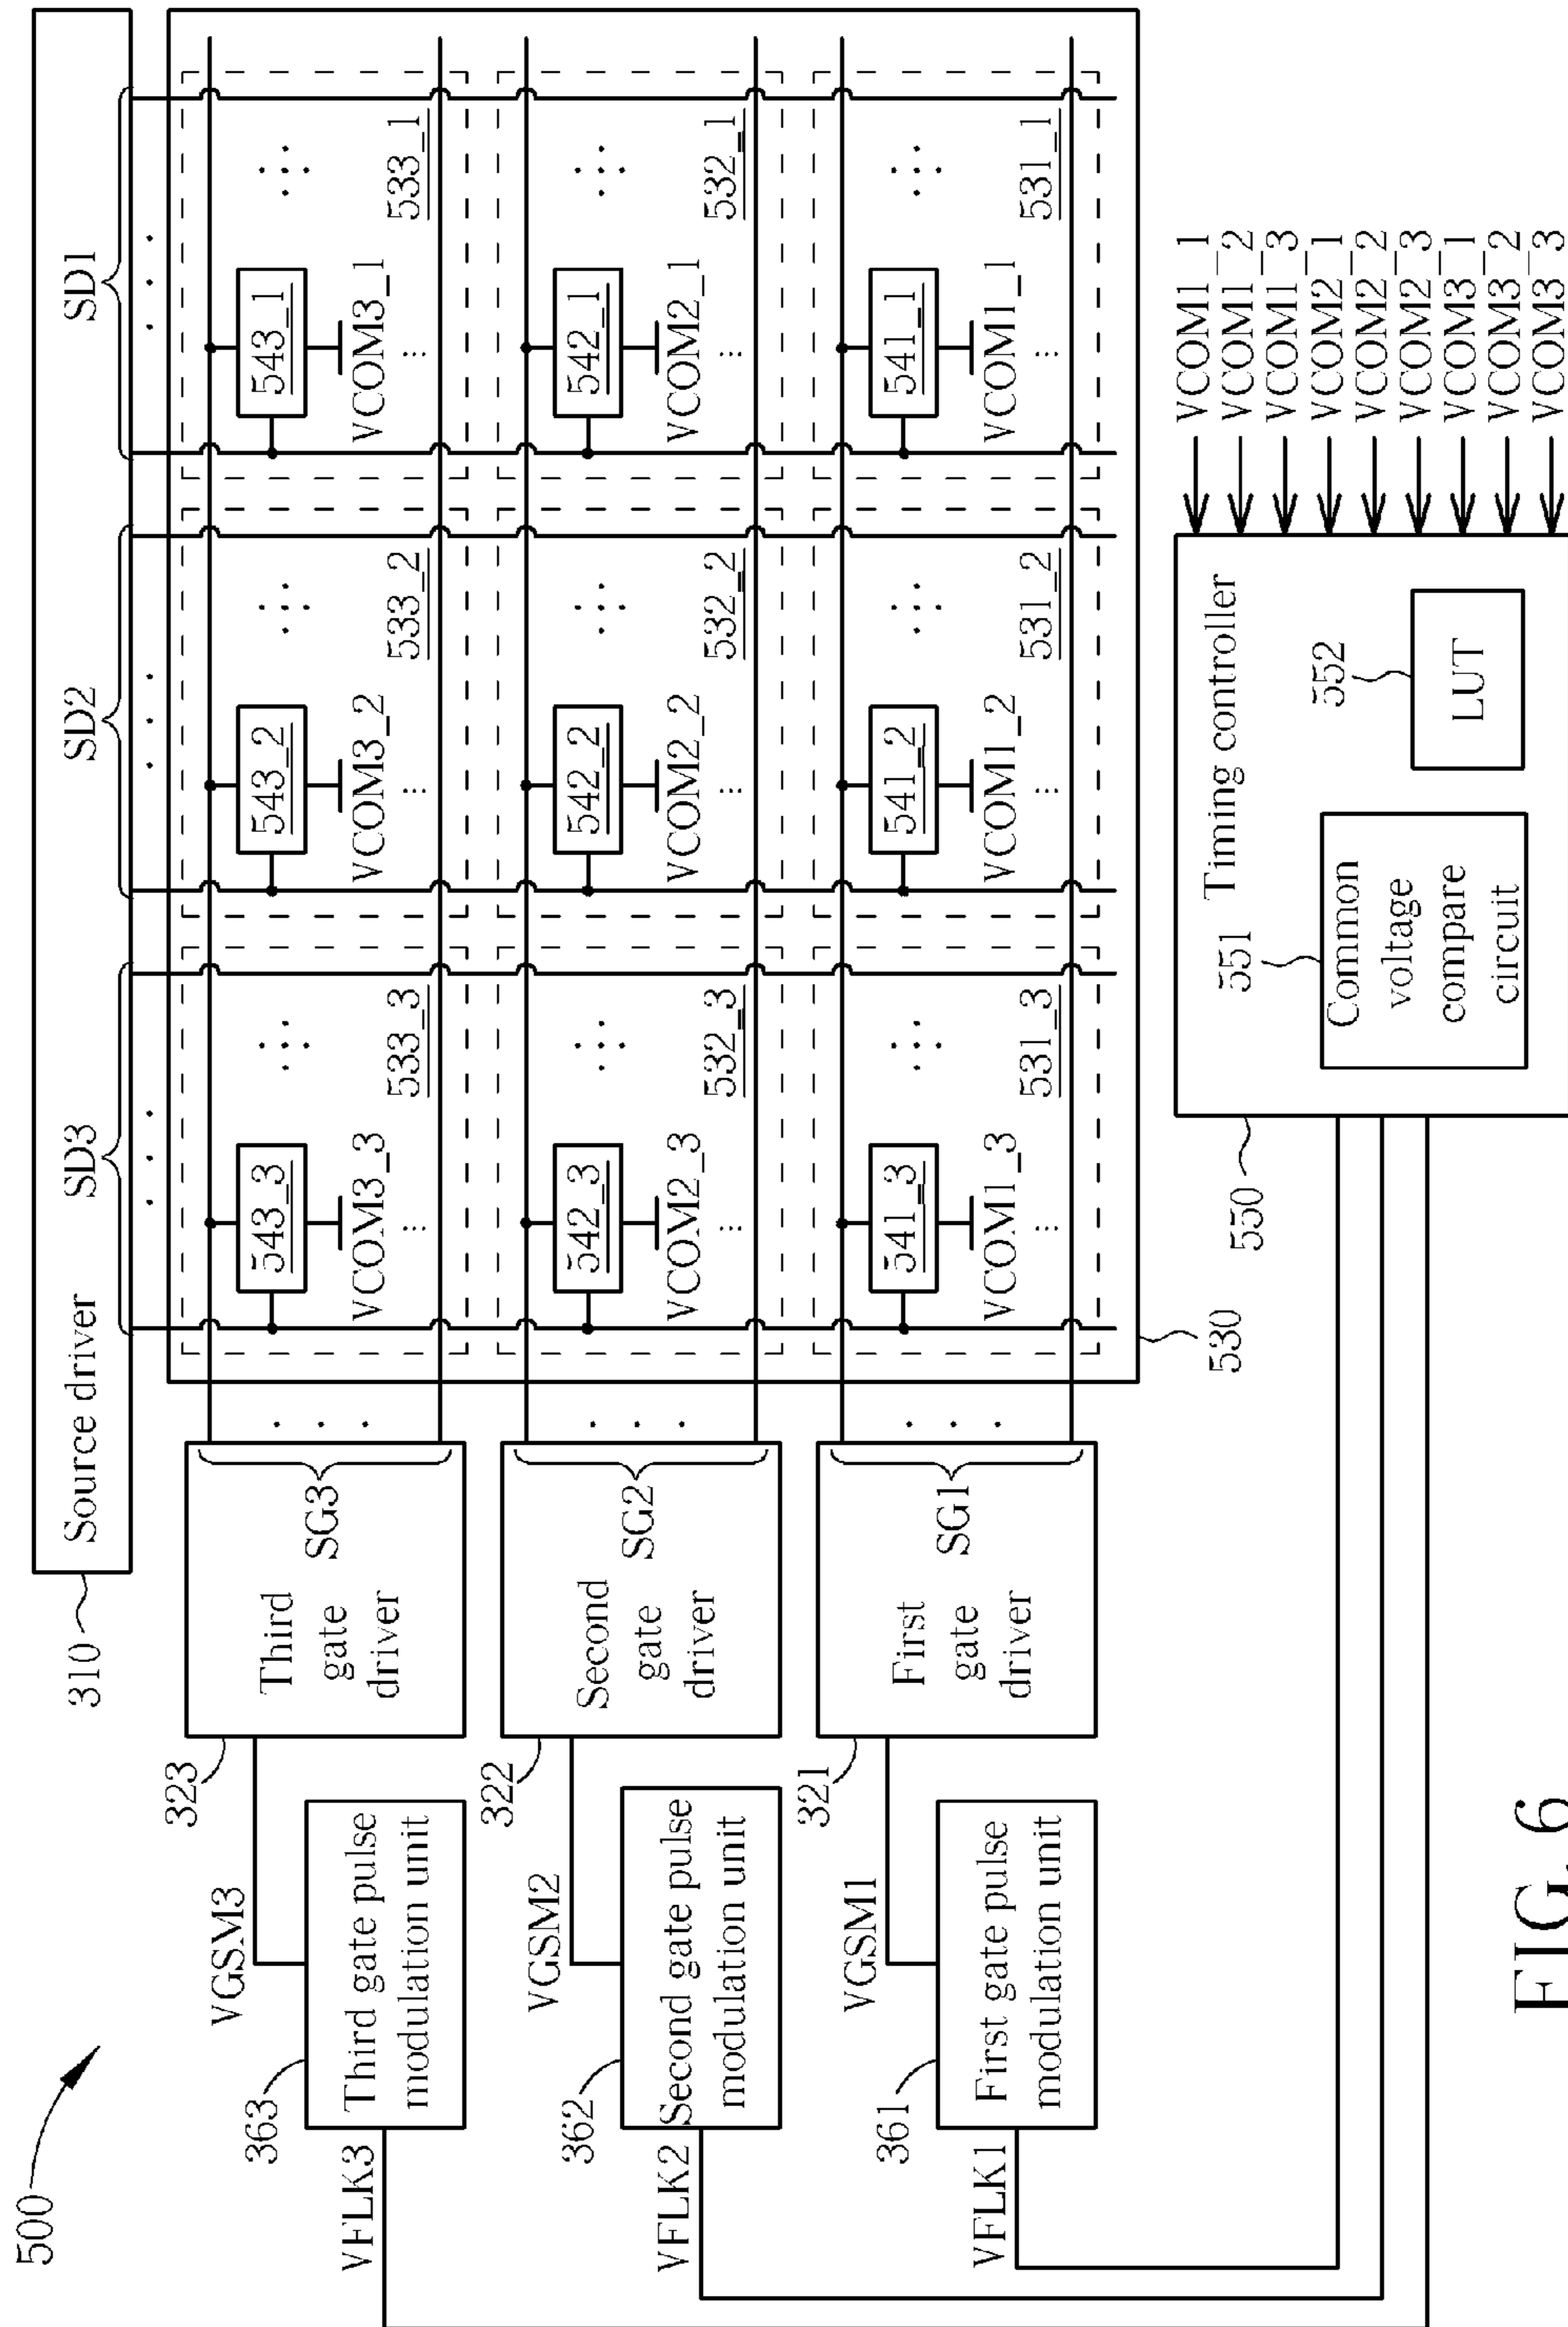 500
310
Source driver
SD3
SD2
SD1
363
VGSM3
323
Third
gate
driver
SG3
VFLK3
Third gate pulse
modulation unit
543_3
VCOM3_3
533_3
543_2
VCOM3_2
533_2
543_1
VCOM3_1
533_1
362
VGSM2
322
Second
gate
driver
SG2
VFLK2
Second gate pulse
modulation unit
542_3
VCOM2_3
532_3
542_2
VCOM2_2
532_2
542_1
VCOM2_1
532_1
361
VGSM1
321
First
gate
driver
SG1
VFLK1
First gate pulse
modulation unit
541_3
VCOM1_3
531_3
541_2
VCOM1_2
531_2
541_1
VCOM1_1
531_1
530
550
Timing controller
551
Common
voltage
compare
circuit
552
LUT
VCOM1_1
VCOM1_2
VCOM1_3
VCOM2_1
VCOM2_2
VCOM2_3
VCOM3_1
VCOM3_2
VCOM3_3
FIG. 6